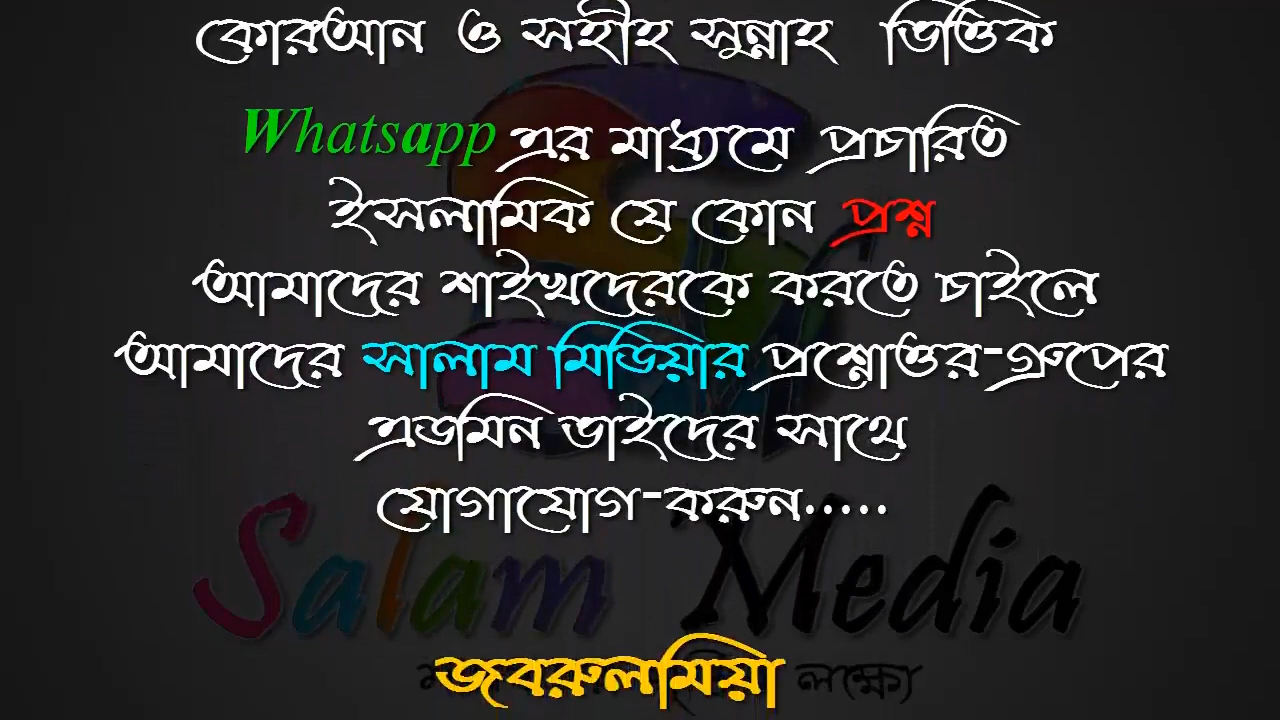 কোরআন ও সহীহ সুন্নাহ ভিত্তিক
Whatsapp এর মাধ্যমে প্রচারিত
ইসলামিক যে কোন প্রশ্ন
আমাদের শাইখদেরকে করতে চাইলে
আমাদের সালাম মিডিয়ার প্রশ্নোত্তর-গ্রুপের
এডমিন ভাইদের সাথে
যোগাযোগ-করুন.....
Salam Media
জবরুলমিয়া
লক্ষ্যে